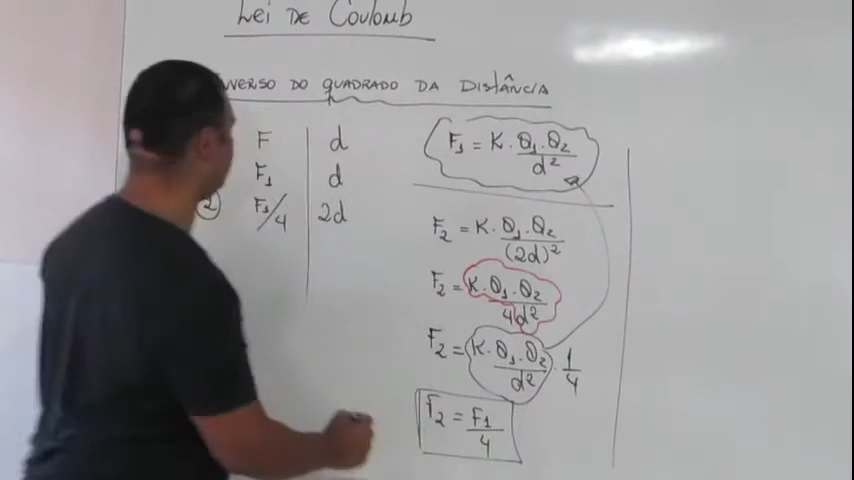 Lei de Coulomb
VERSO DO QUADRADO DA DISTÂNCIA
F d
F₁ d
② F₁/4 2d
F₁ = K · Q₁ · Q₂ / d²
F₂ = K · Q₁ · Q₂ / (2d)²
F₂ = K · Q₁ · Q₂ / 4d²
F₂ = K · Q₁ · Q₂ / d² · 1/4
F₂ = F₁/4